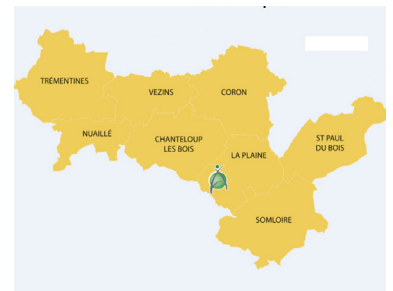 TRÉMENTINES
VEZINS
CORON
NUAILLÉ
CHANTELOUP
LES BOIS
LA PLAINE
ST PAUL
DU BOIS
SOMLOIRE